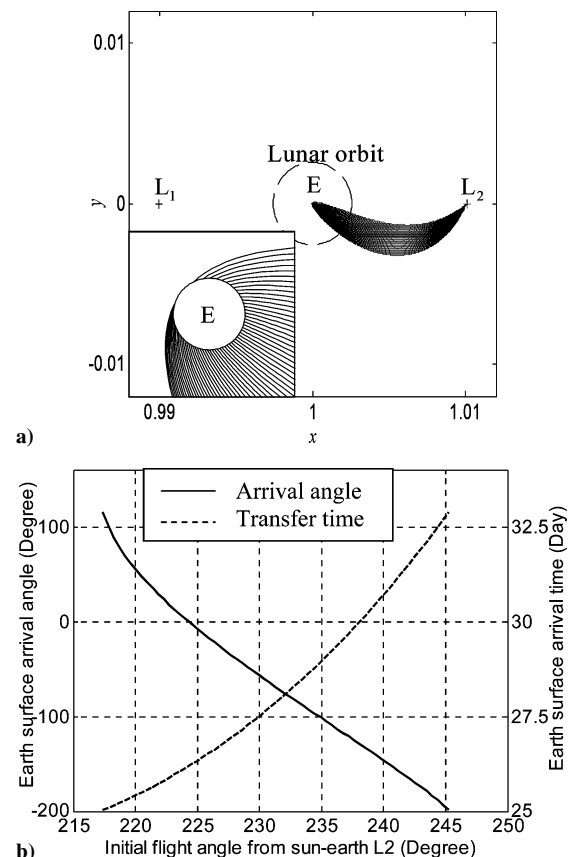 0.01
Lunar orbit
L1
E
L2
y
0
E
-0.01
0.99
1
1.01
x
a)
Arrival angle
Transfer time
Earth surface arrival angle (Degree)
100
0
-100
-200
32.5
30
27.5
25
Earth surface arrival time (Day)
215
220
225
230
235
240
245
250
Initial flight angle from sun-earth L2 (Degree)
b)